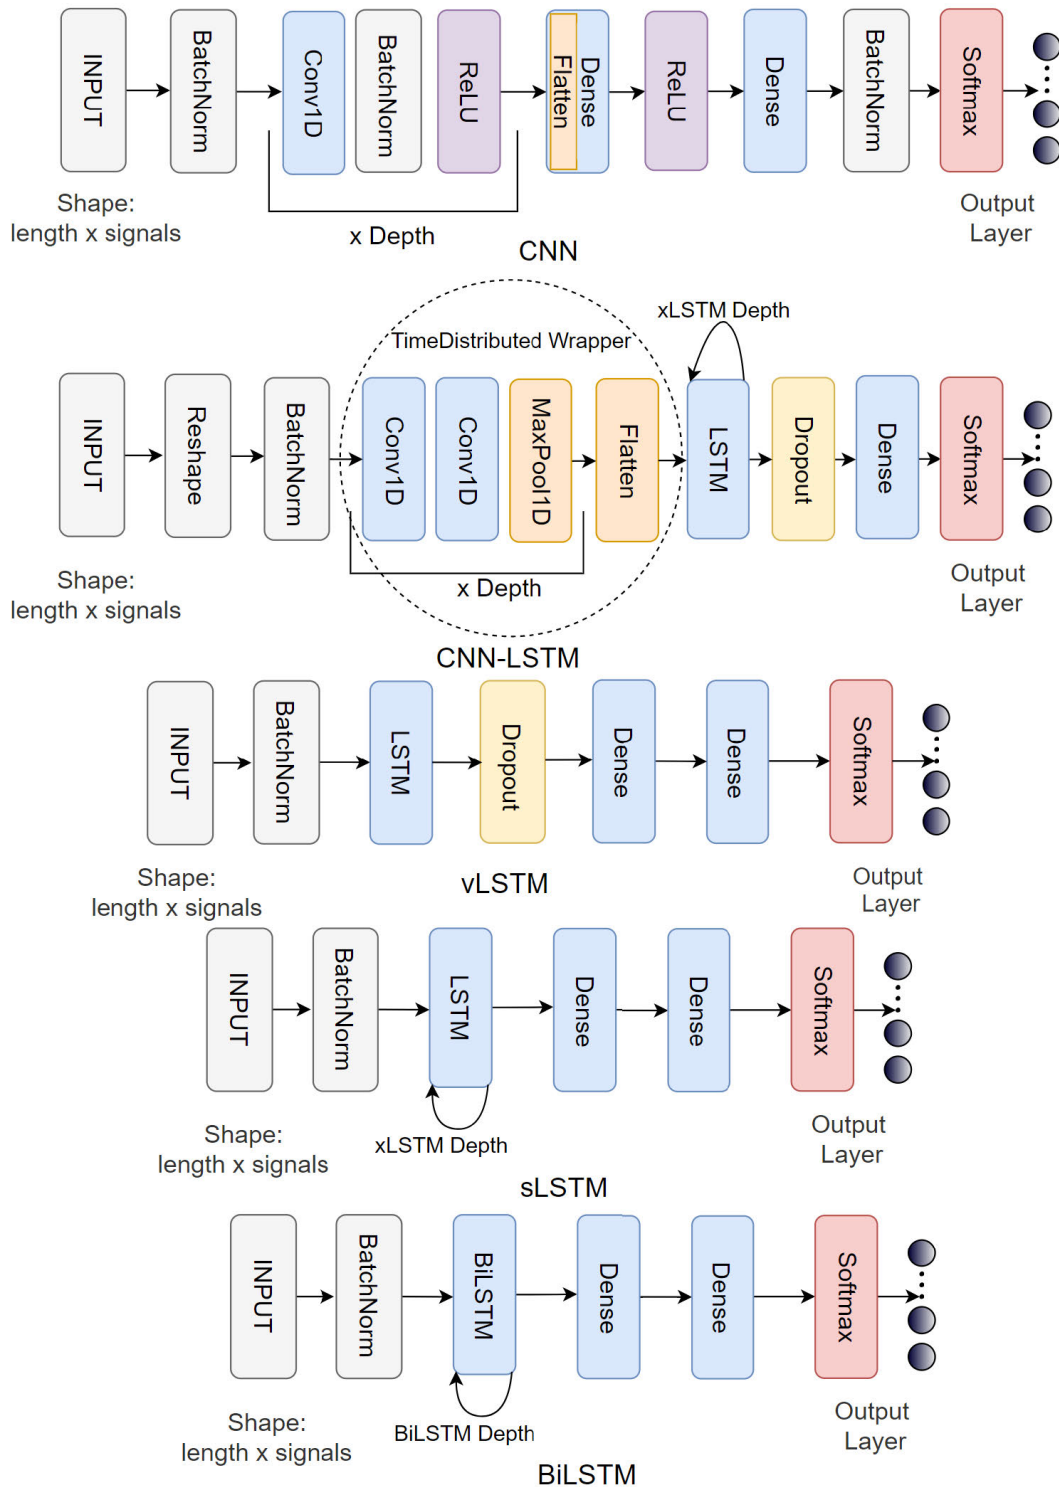 INPUT
BatchNorm
Conv1D
BatchNorm
ReLU
Flatten
Dense
ReLU
Dense
BatchNorm
Softmax
Shape:
length x signals
x Depth
Output
Layer
CNN
xLSTM Depth
TimeDistributed Wrapper
INPUT
Reshape
BatchNorm
Conv1D
Conv1D
MaxPool1D
Flatten
LSTM
Dropout
Dense
Softmax
Shape:
length x signals
x Depth
Output
Layer
CNN-LSTM
INPUT
BatchNorm
LSTM
Dropout
Dense
Dense
Softmax
Shape:
length x signals
Output
Layer
vLSTM
INPUT
BatchNorm
LSTM
Dense
Dense
Softmax
Shape:
length x signals
xLSTM Depth
Output
Layer
sLSTM
INPUT
BatchNorm
BiLSTM
Dense
Dense
Softmax
Shape:
length x signals
BiLSTM Depth
Output
Layer
BiLSTM